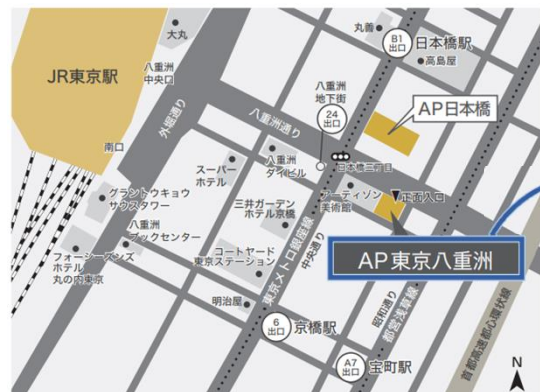 大丸
丸善
B1
出口
日本橋駅
高島屋
JR東京駅
八重洲
中央口
外堀通り
八重洲
地下街
24
出口
AP日本橋
八重洲通り
南口
スーパー
ホテル
八重洲
ダイビル
日本橋三丁目
アーティゾン
美術館
正面入口
グラントウキョウ
サウスタワー
三井ガーデン
ホテル京橋
八重洲
ブックセンター
コートヤード
東京ステーション
フォーシーズンズ
ホテル
丸の内東京
東京メトロ銀座線
中央通り
AP東京八重洲
明治屋
昭和通り
都営浅草線
首都高速都心環状線
6
出口
京橋駅
A7
出口
宝町駅
N